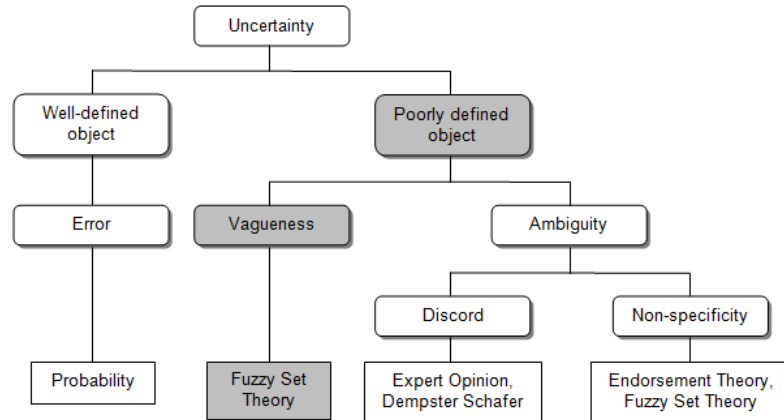 Uncertainty
Well-defined
object
Poorly defined
object
Error
Vagueness
Ambiguity
Discord
Non-specificity
Probability
Fuzzy Set
Theory
Expert Opinion,
Dempster Schafer
Endorsement Theory,
Fuzzy Set Theory